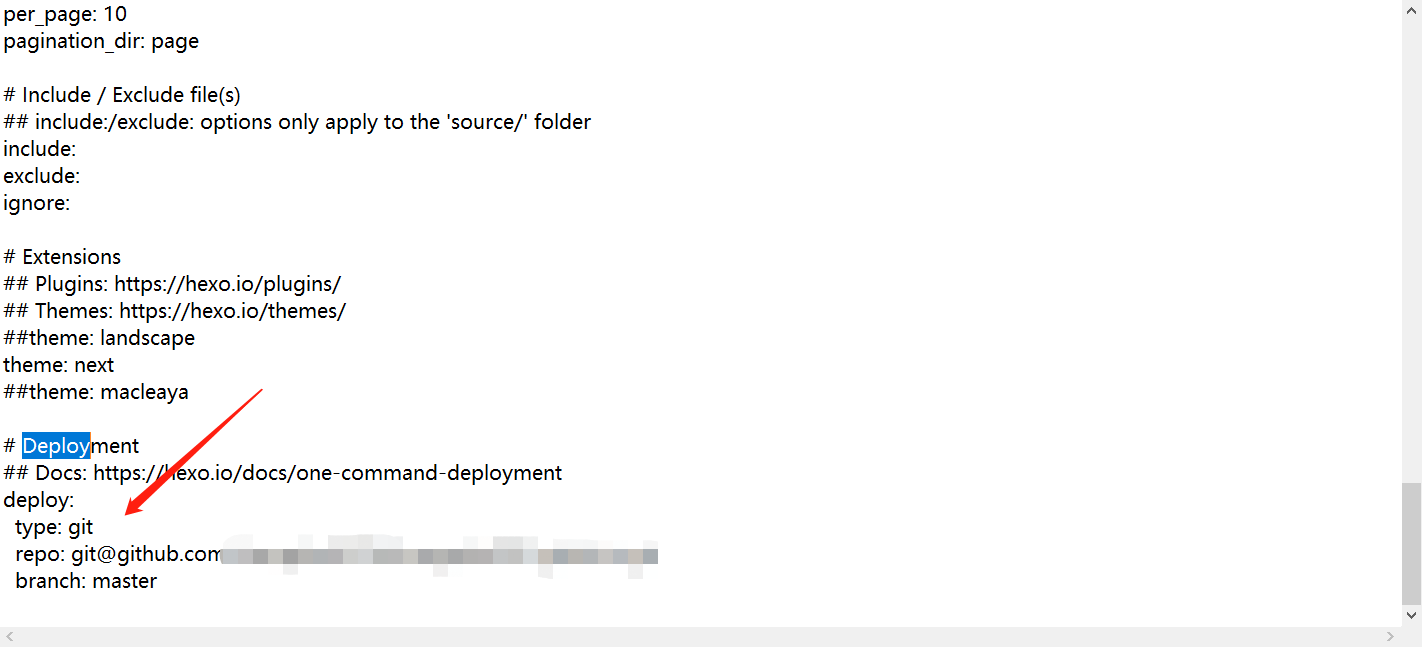 per_page: 10
pagination_dir: page
# Include / Exclude file(s)
## include:/exclude: options only apply to the 'source/' folder
include:
exclude:
ignore:
# Extensions
## Plugins: https://hexo.io/plugins/
## Themes: https://hexo.io/themes/
##theme: landscape
theme: next
##theme: macleaya
# Deployment
## Docs: https://hexo.io/docs/one-command-deployment
deploy:
type: git
repo: git@github.com
branch: master